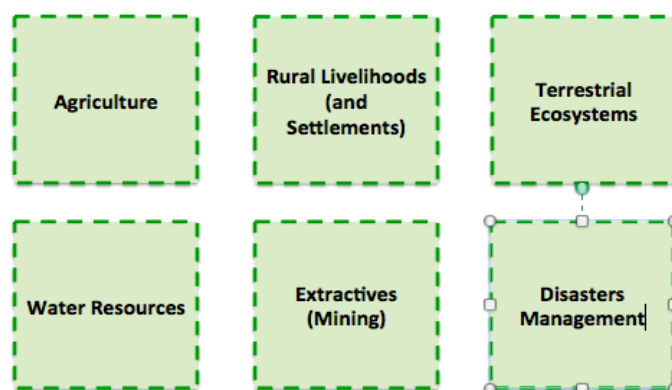 Agriculture
Rural Livelihoods
(and
Settlements)
Terrestrial
Ecosystems
Water Resources
Extractives
(Mining)
Disasters
Management